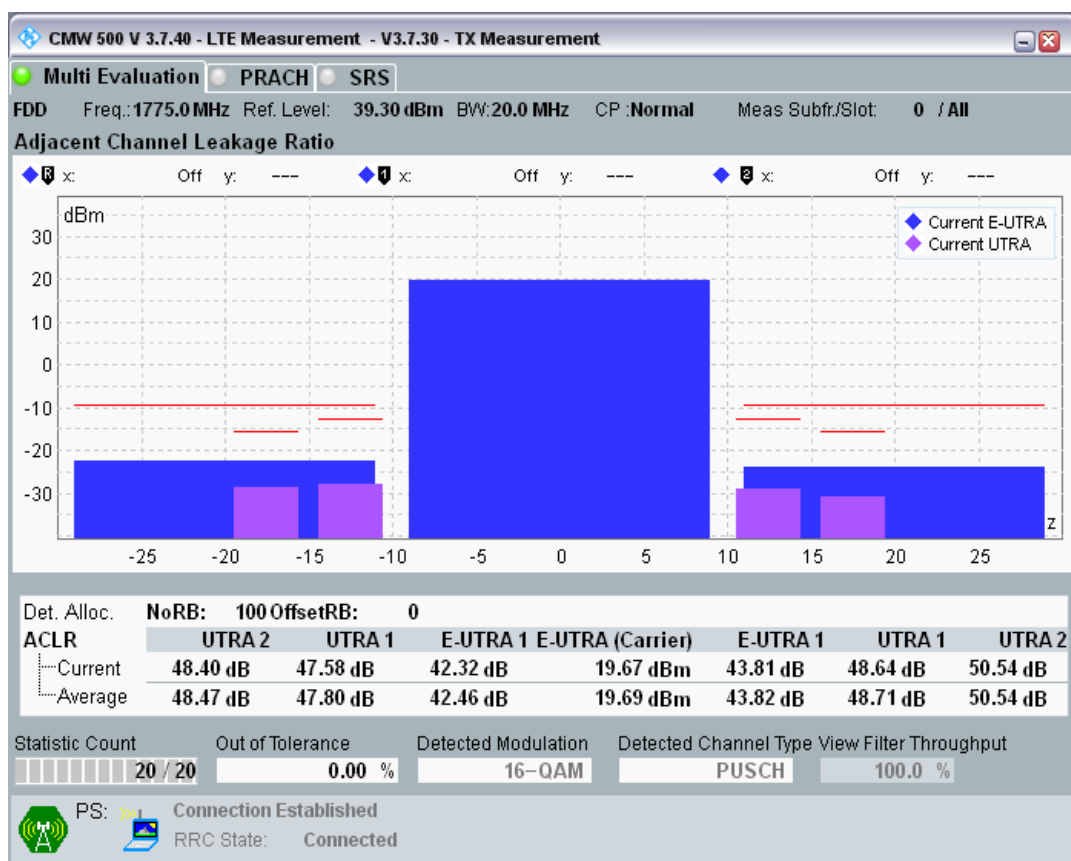 CMW 500 V 3.7.40 - LTE Measurement - V3.7.30 - TX Measurement
Multi Evaluation PRACH SRS
FDD Freq.: 1775.0 MHz Ref. Level: 39.30 dBm BW: 20.0 MHz CP : Normal Meas Subfr./Slot: 0 / All
Adjacent Channel Leakage Ratio
R x: Off y: --- 1 x: Off y: --- 2 x: Off y: ---
dBm
Current E-UTRA
Current UTRA
30
20
10
0
-10
-20
-30
z
-25 -20 -15 -10 -5 0 5 10 15 20 25
Det. Alloc. NoRB: 100 OffsetRB: 0
ACLR UTRA 2 UTRA 1 E-UTRA 1 E-UTRA (Carrier) E-UTRA 1 UTRA 1 UTRA 2
Current 48.40 dB 47.58 dB 42.32 dB 19.67 dBm 43.81 dB 48.64 dB 50.54 dB
Average 48.47 dB 47.80 dB 42.46 dB 19.69 dBm 43.82 dB 48.71 dB 50.54 dB
Statistic Count Out of Tolerance Detected Modulation Detected Channel Type View Filter Throughput
20 / 20 0.00 % 16-QAM PUSCH 100.0 %
PS: Connection Established
RRC State: Connected